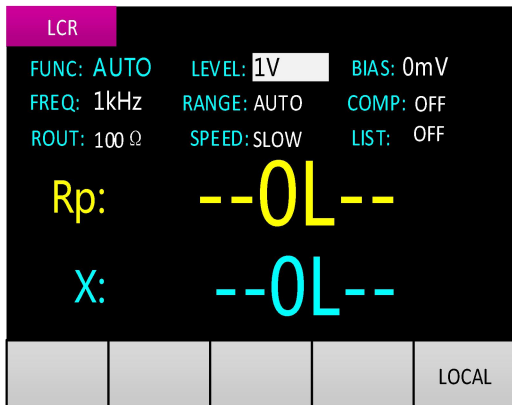 LCR
FUNC: AUTO LEVEL: 1V BIAS: 0mV
FREQ: 1kHz RANGE: AUTO COMP: OFF
ROUT: 100 Ω SPEED: SLOW LIST: OFF
Rp: --OL--
X: --OL--
LOCAL